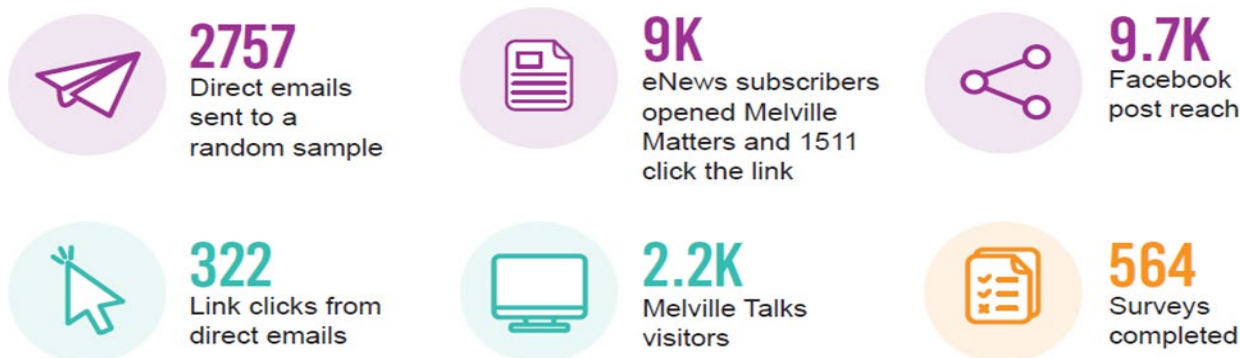 2757
Direct emails
sent to a
random sample
9K
eNews subscribers
opened Melville
Matters and 1511
click the link
9.7K
Facebook
post reach
322
Link clicks from
direct emails
2.2K
Melville Talks
visitors
564
Surveys
completed